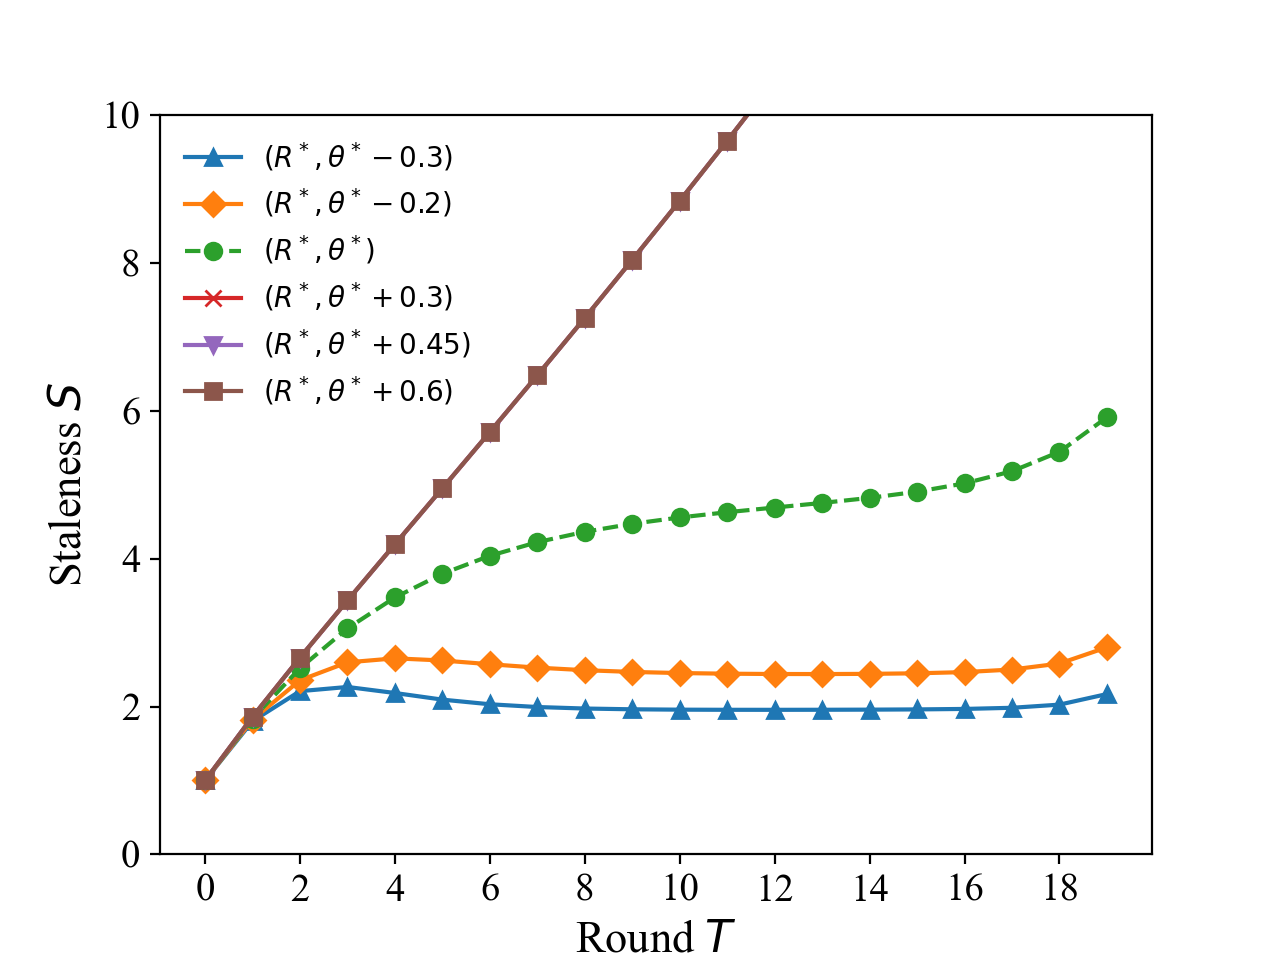 10
8
6
4
2
0
Staleness S
(R*, θ* − 0.3)
(R*, θ* − 0.2)
(R*, θ*)
(R*, θ* + 0.3)
(R*, θ* + 0.45)
(R*, θ* + 0.6)
0 2 4 6 8 10 12 14 16 18
Round T